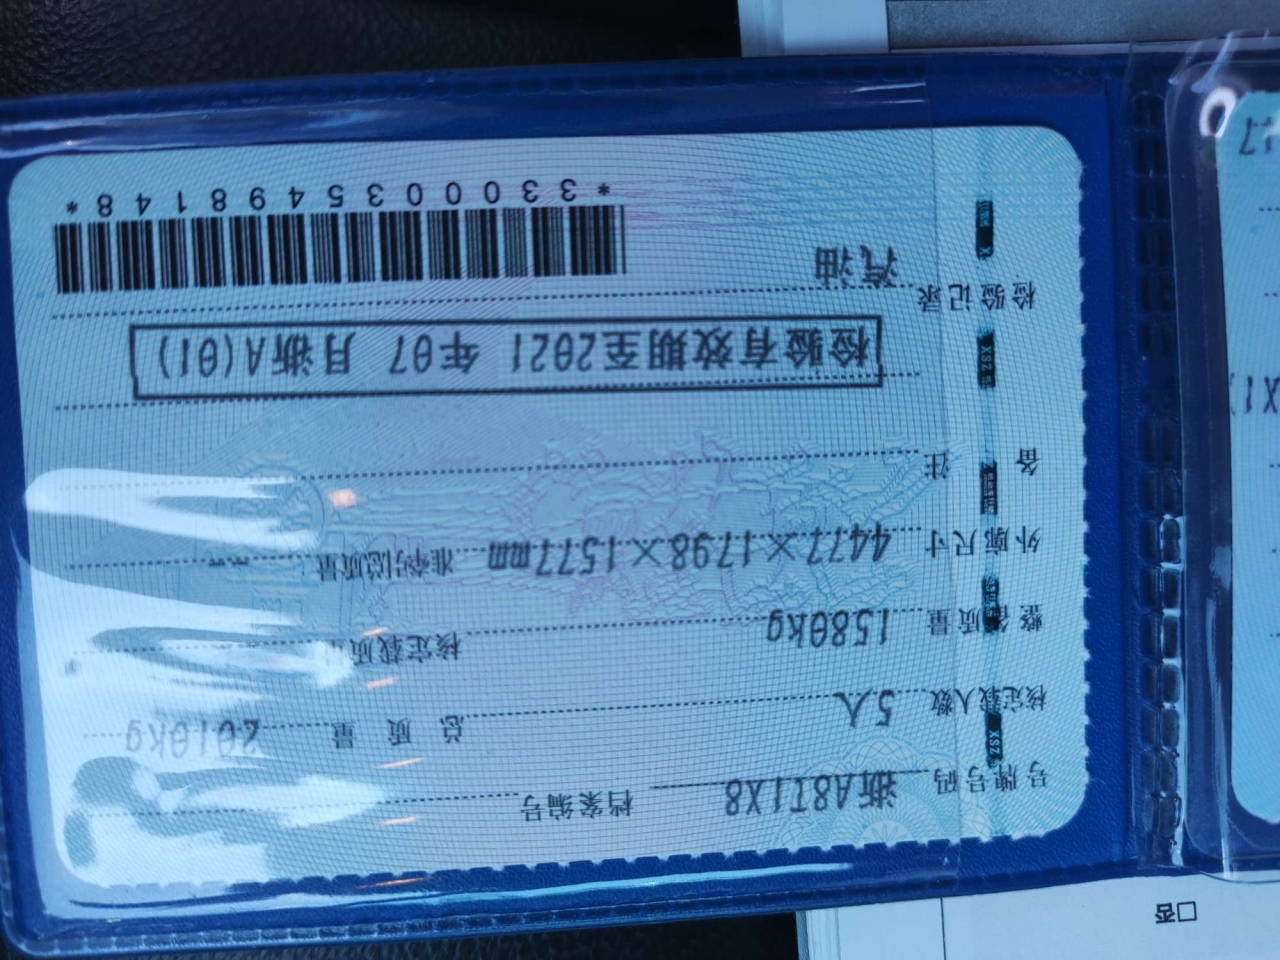 号牌号码 浙A8T1X8 档案编号
核定载人数 5人 总质量 2010kg
整备质量 1580kg 核定载质量
外廓尺寸 4477×1798×1577mm 准牵引总质量
备注
检验有效期至2021 年07 月浙A(01)
检验记录
汽油
*3300035498148*
□否